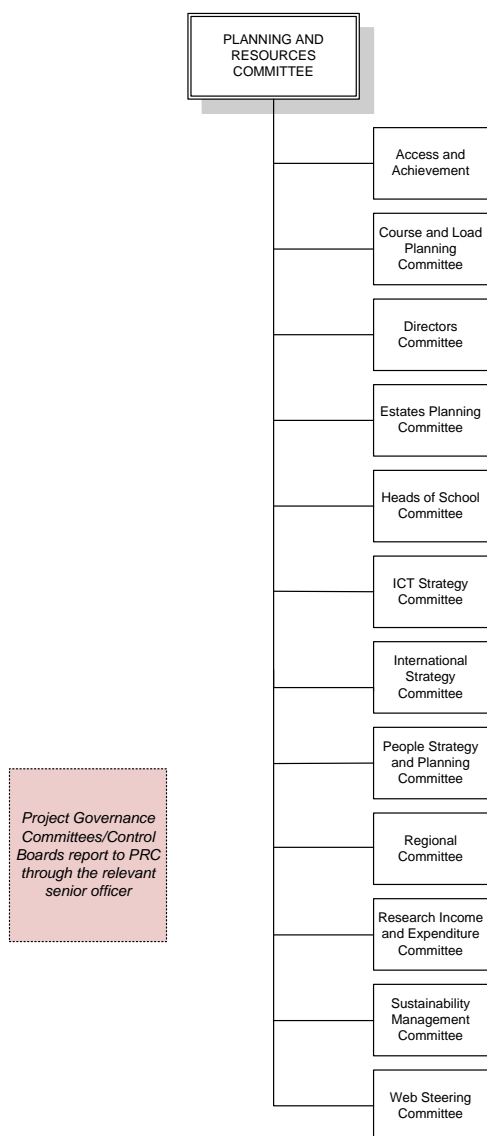 PLANNING AND
RESOURCES
COMMITTEE
Access and
Achievement
Course and Load
Planning
Committee
Directors
Committee
Estates Planning
Committee
Heads of School
Committee
ICT Strategy
Committee
International
Strategy
Committee
People Strategy
and Planning
Committee
Project Governance
Committees/Control
Boards report to PRC
through the relevant
senior officer
Regional
Committee
Research Income
and Expenditure
Committee
Sustainability
Management
Committee
Web Steering
Committee